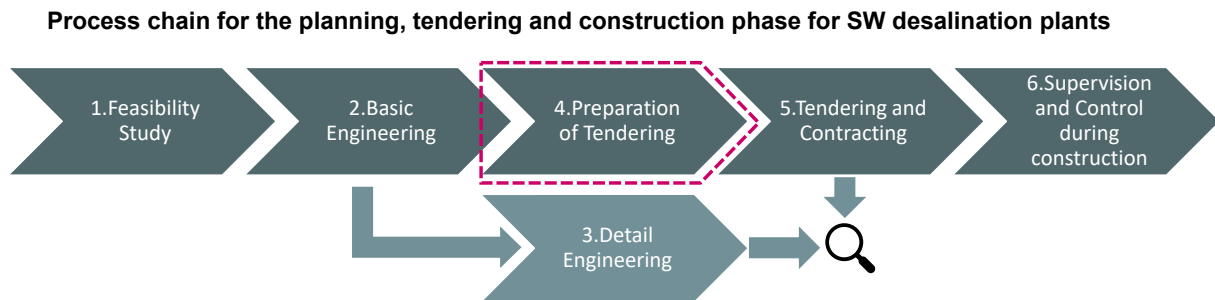 Process chain for the planning, tendering and construction phase for SW desalination plants
1.Feasibility
Study
2.Basic
Engineering
4.Preparation
of Tendering
5.Tendering and
Contracting
6.Supervision
and Control
during
construction
3.Detail
Engineering